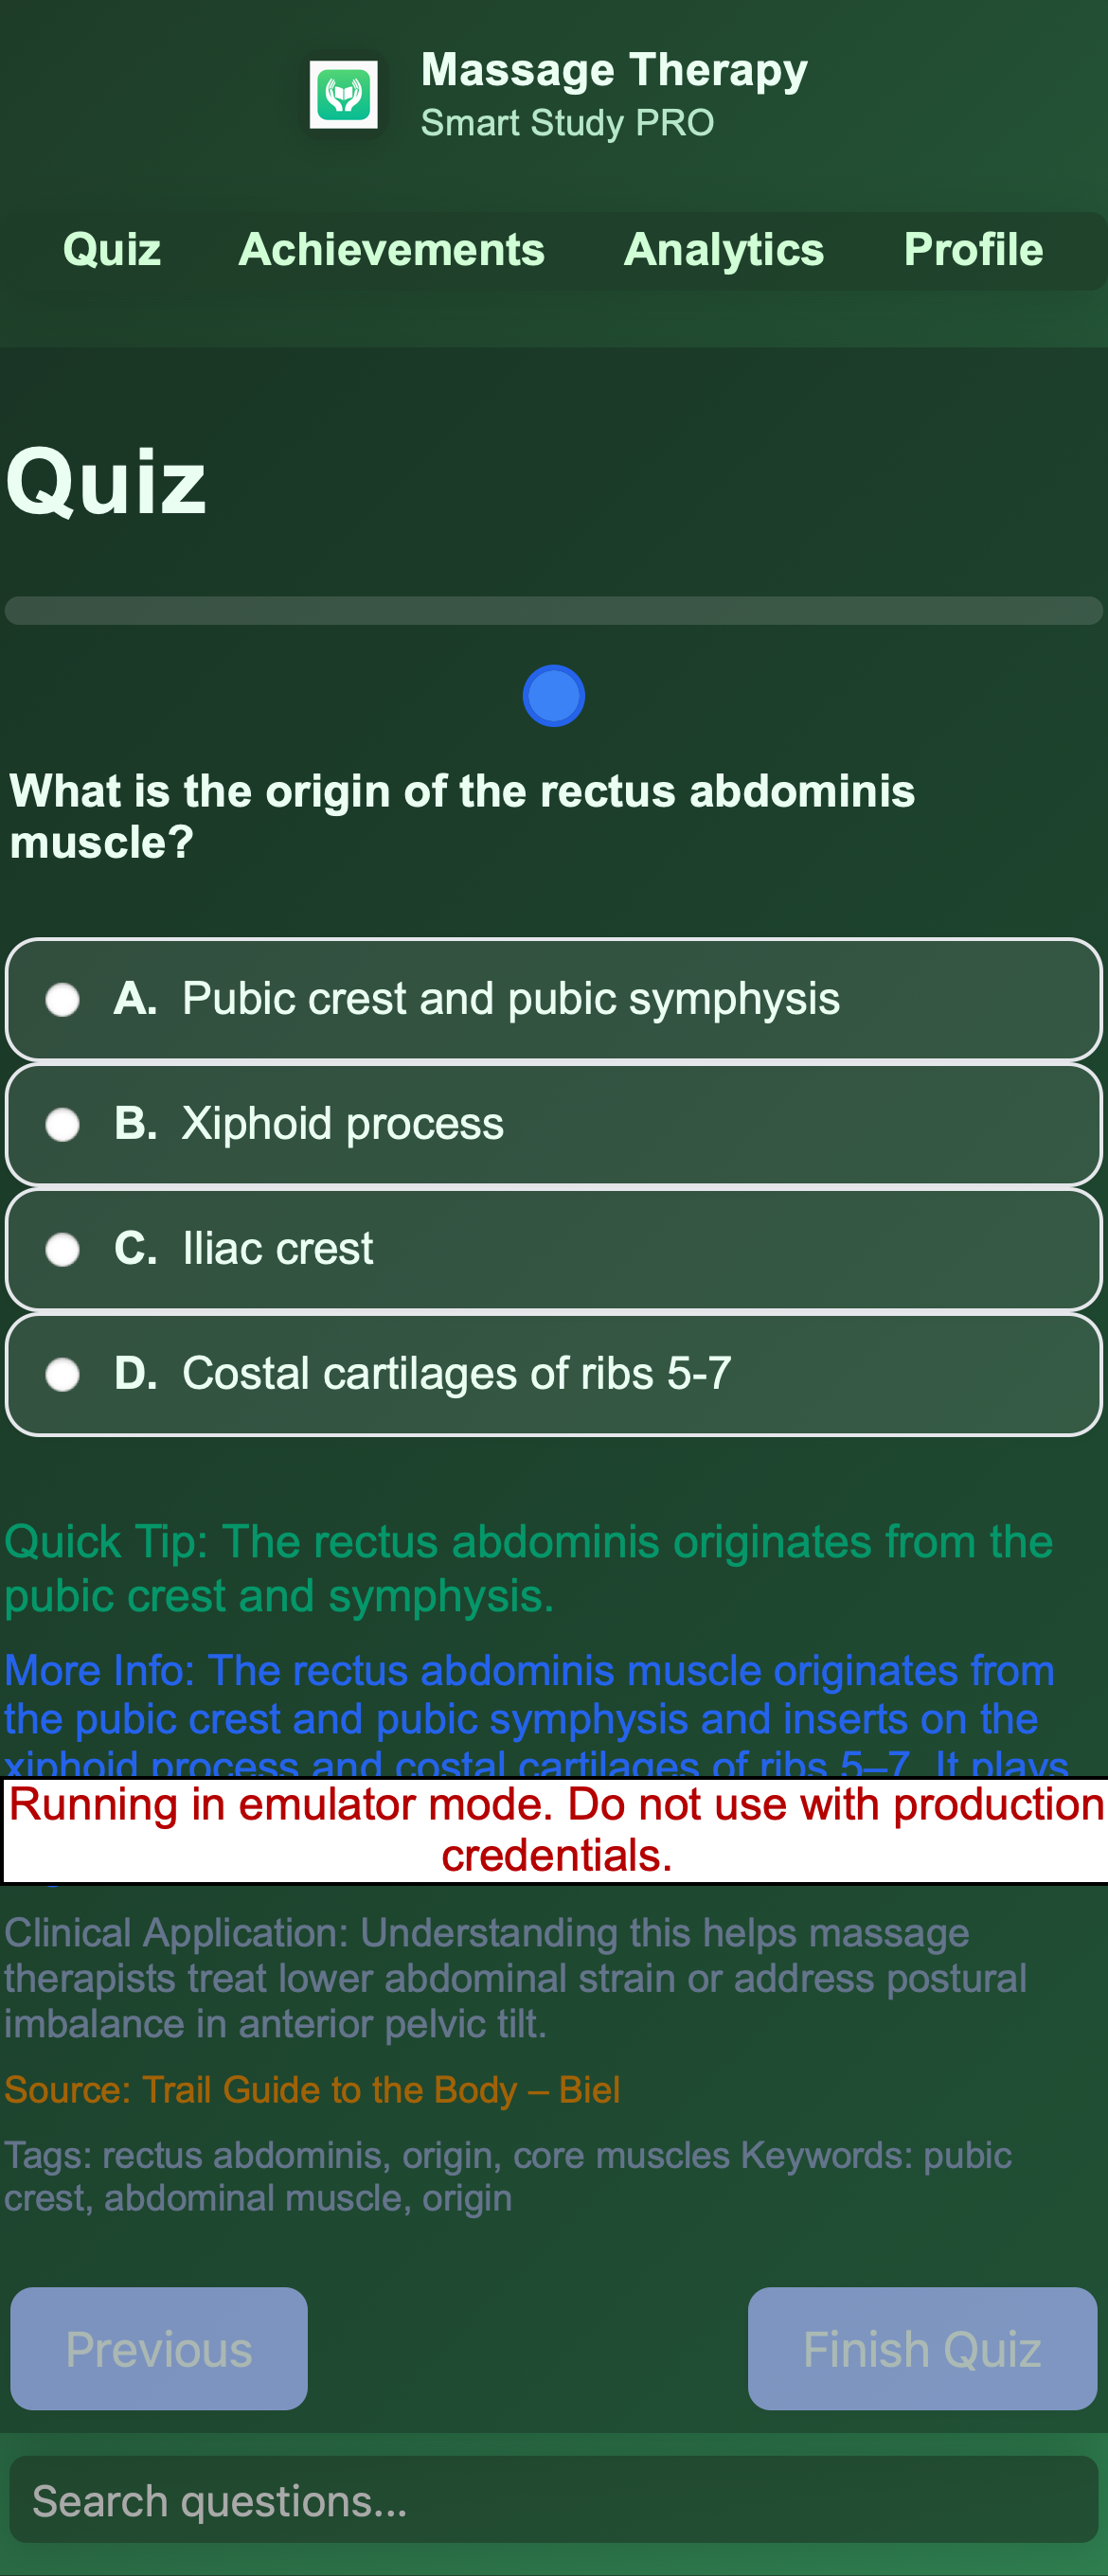 Massage Therapy
Smart Study PRO
Quiz Achievements Analytics Profile
Quiz
What is the origin of the rectus abdominis
muscle?
A. Pubic crest and pubic symphysis
B. Xiphoid process
C. Iliac crest
D. Costal cartilages of ribs 5-7
Quick Tip: The rectus abdominis originates from the
pubic crest and symphysis.
More Info: The rectus abdominis muscle originates from
the pubic crest and pubic symphysis and inserts on the
xiphoid process and costal cartilages of ribs 5–7. It plays
Running in emulator mode. Do not use with production
credentials.
Clinical Application: Understanding this helps massage
therapists treat lower abdominal strain or address postural
imbalance in anterior pelvic tilt.
Source: Trail Guide to the Body – Biel
Tags: rectus abdominis, origin, core muscles Keywords: pubic
crest, abdominal muscle, origin
Previous Finish Quiz
Search questions...